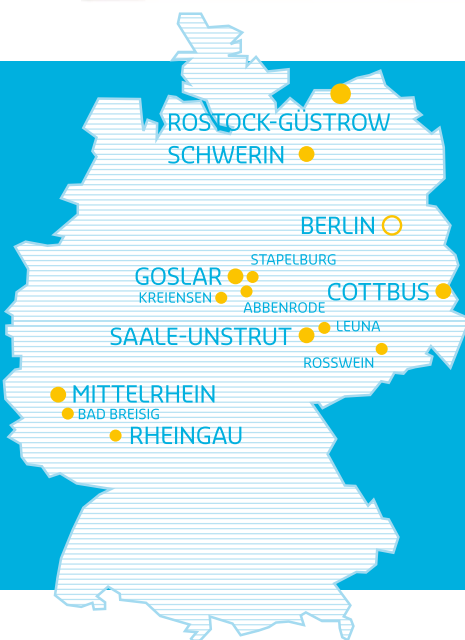 ROSTOCK-GÜSTROW
SCHWERIN
BERLIN
STAPELBURG
GOSLAR
KREIENSEN
ABBENRODE
COTTBUS
SAALE-UNSTRUT
LEUNA
ROSSWEIN
MITTELRHEIN
BAD BREISIG
RHEINGAU